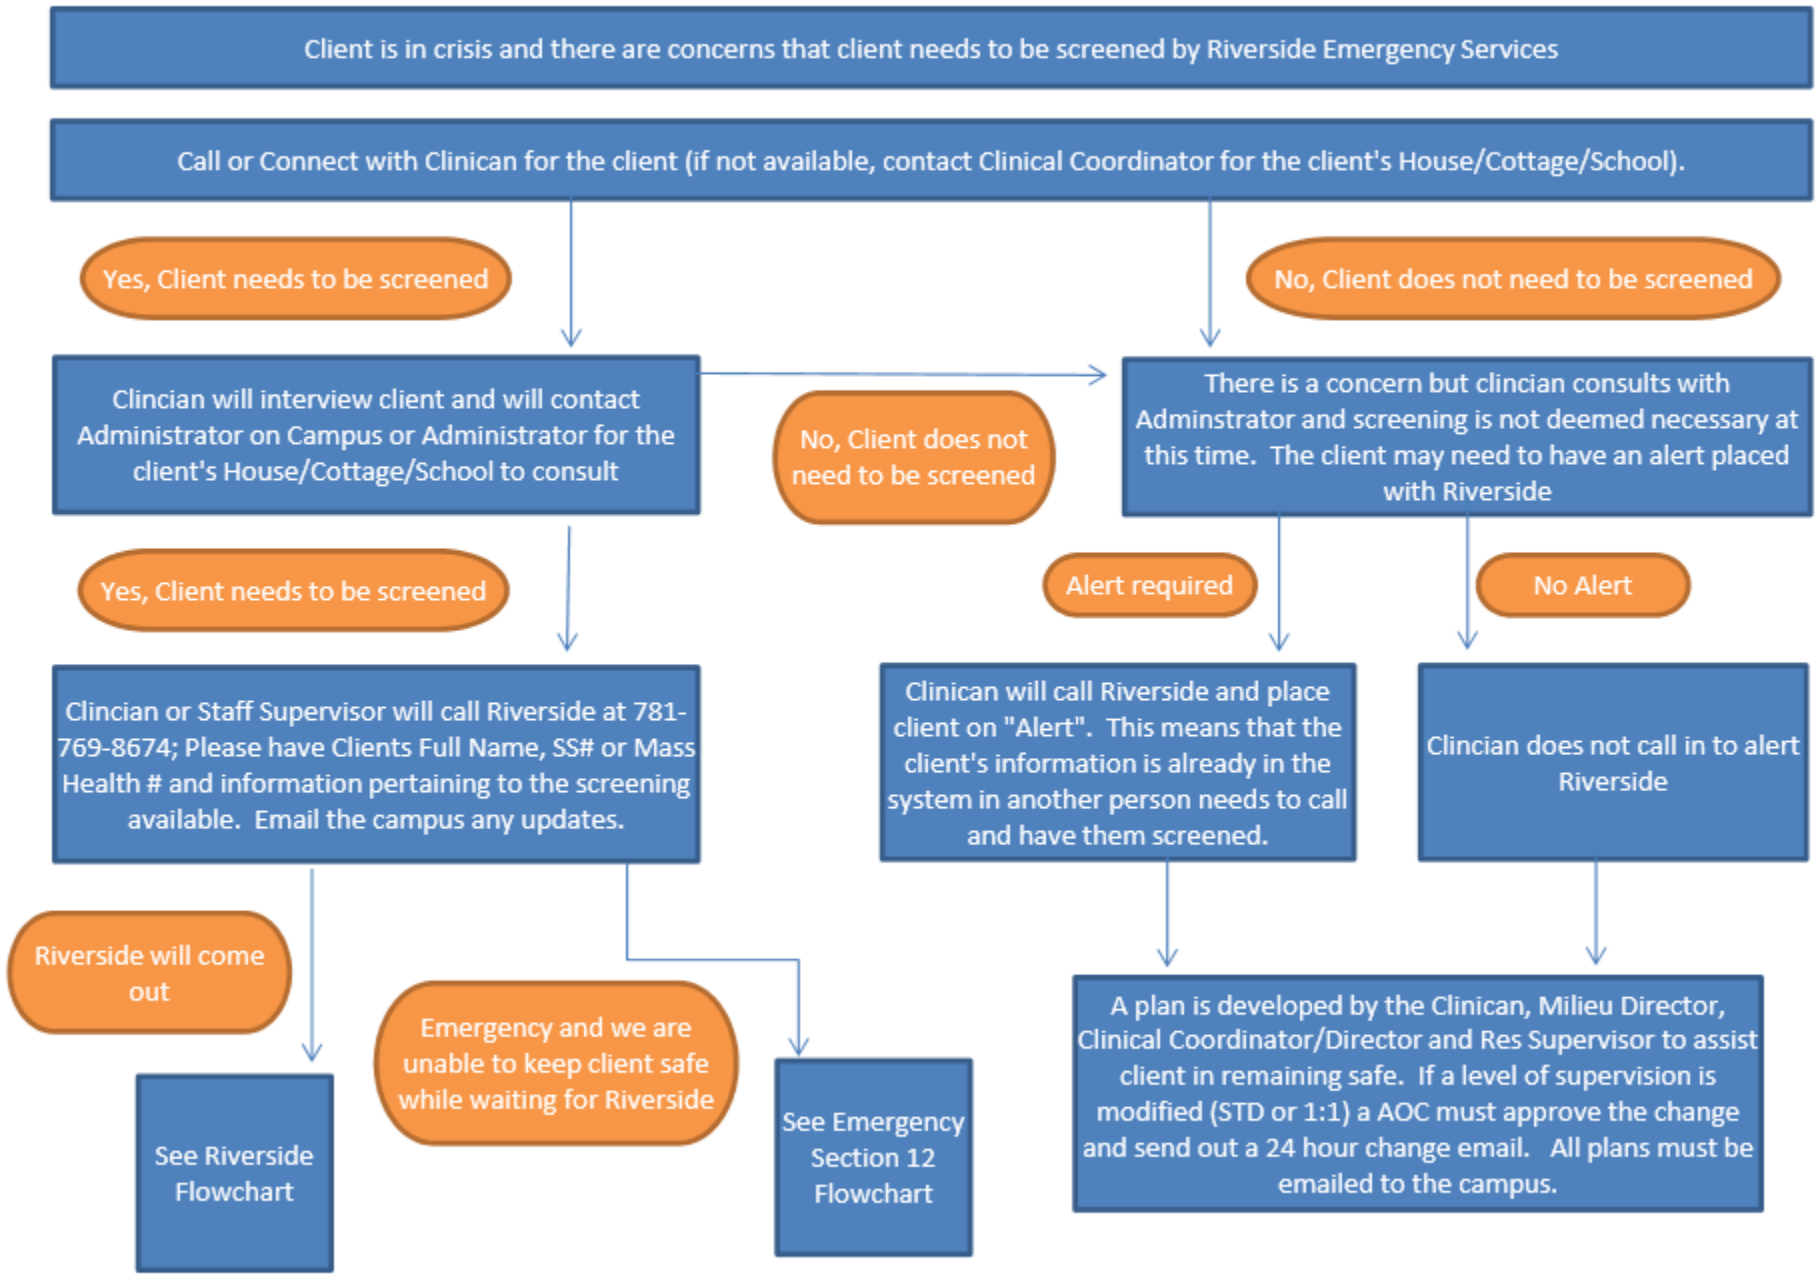 Client is in crisis and there are concerns that client needs to be screened by Riverside Emergency Services
Call or Connect with Clinican for the client (if not available, contact Clinical Coordinator for the client's House/Cottage/School).
Yes, Client needs to be screened
No, Client does not need to be screened
Clincian will interview client and will contact
Administrator on Campus or Administrator for the
client's House/Cottage/School to consult
No, Client does not
need to be screened
There is a concern but clincian consults with
Adminstrator and screening is not deemed necessary at
this time.  The client may need to have an alert placed
with Riverside
Yes, Client needs to be screened
Alert required
No Alert
Clincian or Staff Supervisor will call Riverside at 781-
769-8674; Please have Clients Full Name, SS# or Mass
Health # and information pertaining to the screening
available.  Email the campus any updates.
Clinican will call Riverside and place
client on "Alert".  This means that the
client's information is already in the
system in another person needs to call
and have them screened.
Clincian does not call in to alert
Riverside
Riverside will come
out
Emergency and we are
unable to keep client safe
while waiting for Riverside
See Riverside
Flowchart
See Emergency
Section 12
Flowchart
A plan is developed by the Clinican, Milieu Director,
Clinical Coordinator/Director and Res Supervisor to assist
client in remaining safe.  If a level of supervision is
modified (STD or 1:1) a AOC must approve the change
and send out a 24 hour change email.   All plans must be
emailed to the campus.